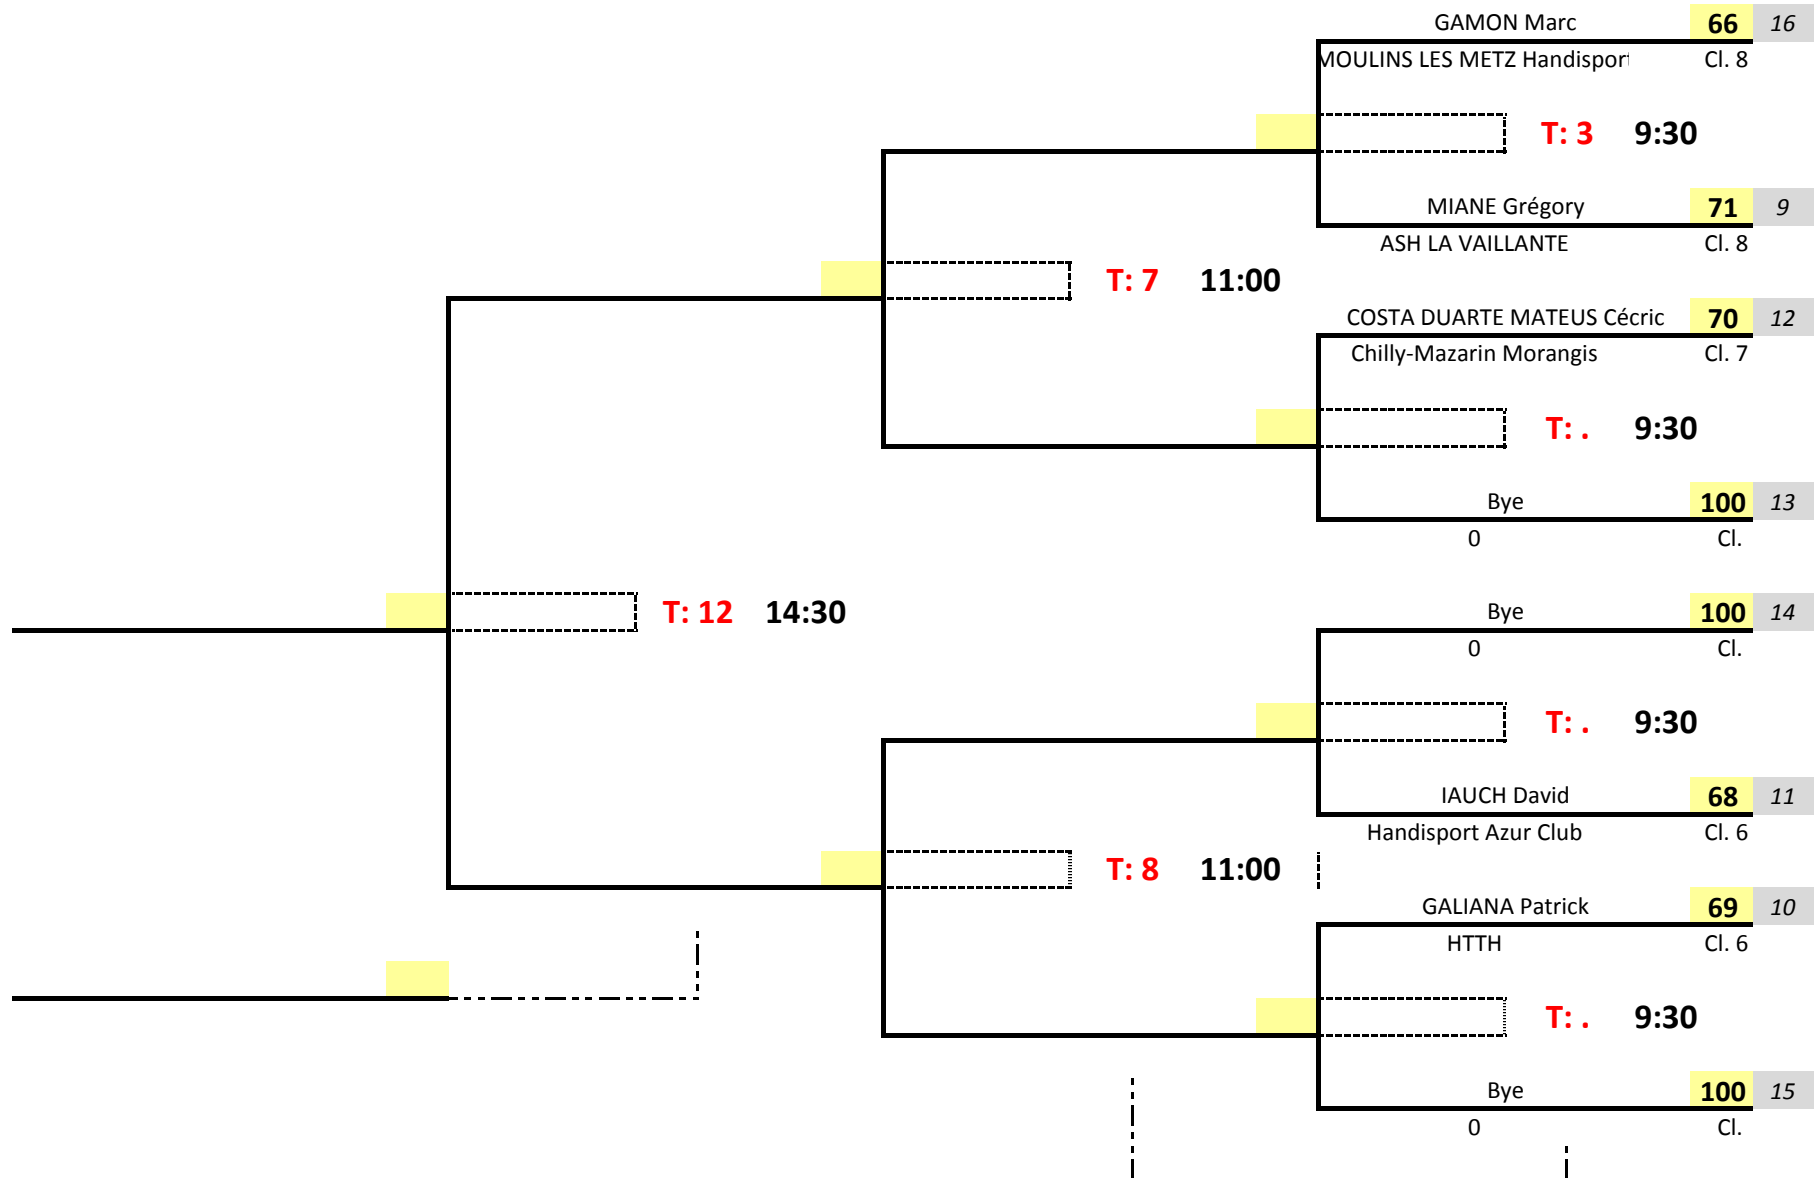 GAMON Marc 66 16
MOULINS LES METZ Handisport Cl. 8
T: 3 9:30
MIANE Grégory 71 9
ASH LA VAILLANTE Cl. 8
T: 7 11:00
COSTA DUARTE MATEUS Cécric 70 12
Chilly-Mazarin Morangis Cl. 7
T: . 9:30
Bye 100 13
0 Cl.
T: 12 14:30
Bye 100 14
0 Cl.
T: . 9:30
IAUCH David 68 11
Handisport Azur Club Cl. 6
T: 8 11:00
GALIANA Patrick 69 10
HTTH Cl. 6
T: . 9:30
Bye 100 15
0 Cl.